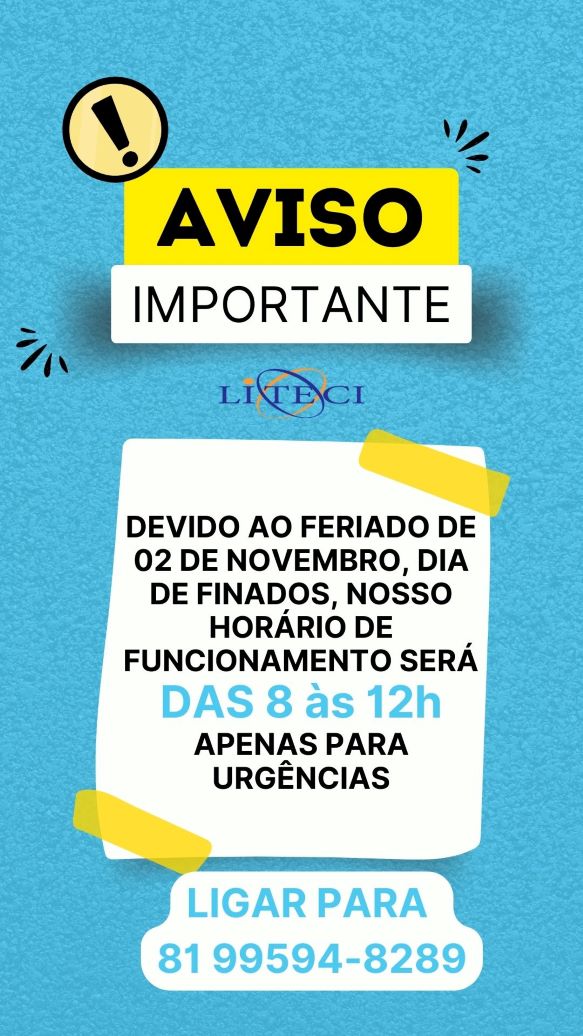 AVISO
IMPORTANTE
LITECI
DEVIDO AO FERIADO DE
02 DE NOVEMBRO, DIA
DE FINADOS, NOSSO
HORÁRIO DE
FUNCIONAMENTO SERÁ
DAS 8 às 12h
APENAS PARA
URGÊNCIAS
LIGAR PARA
81 99594-8289